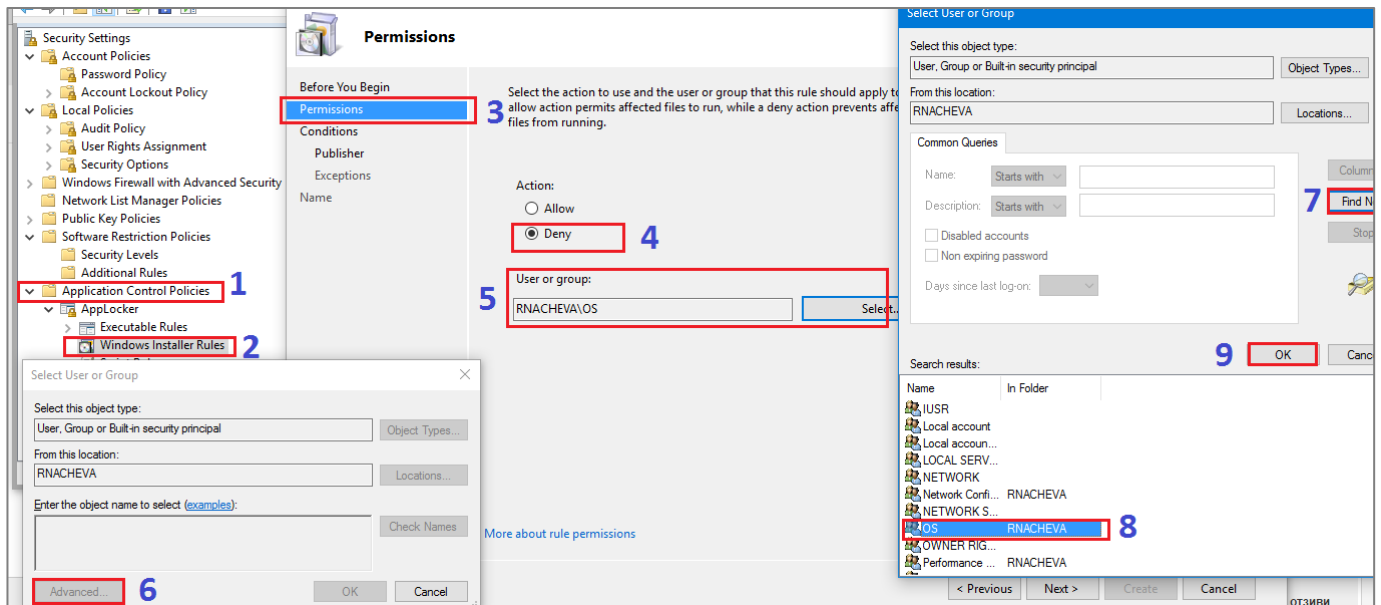 Security Settings
Account Policies
Password Policy
Account Lockout Policy
Local Policies
Audit Policy
User Rights Assignment
Security Options
Windows Firewall with Advanced Security
Network List Manager Policies
Public Key Policies
Software Restriction Policies
Security Levels
Additional Rules
Application Control Policies
1
AppLocker
Executable Rules
Windows Installer Rules
2
Permissions
Before You Begin
Permissions
3
Conditions
Publisher
Exceptions
Name
Select the action to use and the user or group that this rule should apply to
allow action permits affected files to run, while a deny action prevents affe
files from running.
Action:
Allow
Deny
4
User or group:
5
RNACHEVA\OS
Select..
More about rule permissions
< Previous
Next >
Create
Cancel
Select User or Group
Select this object type:
User, Group or Built-in security principal
Object Types...
From this location:
RNACHEVA
Locations...
Enter the object name to select (examples):
Check Names
Advanced...
6
OK
Cancel
Select User or Group
Select this object type:
User, Group or Built-in security principal
Object Types...
From this location:
RNACHEVA
Locations...
Common Queries
Name:
Starts with
Description:
Starts with
Disabled accounts
Non expiring password
Days since last log-on:
Column
7
Find N
Stop
9
OK
Canc
Search results:
Name In Folder
IUSR
Local account
Local accoun...
LOCAL SERV...
NETWORK
Network Confi... RNACHEVA
NETWORK S...
OS RNACHEVA
8
OWNER RIG...
Performance ... RNACHEVA
отзиви